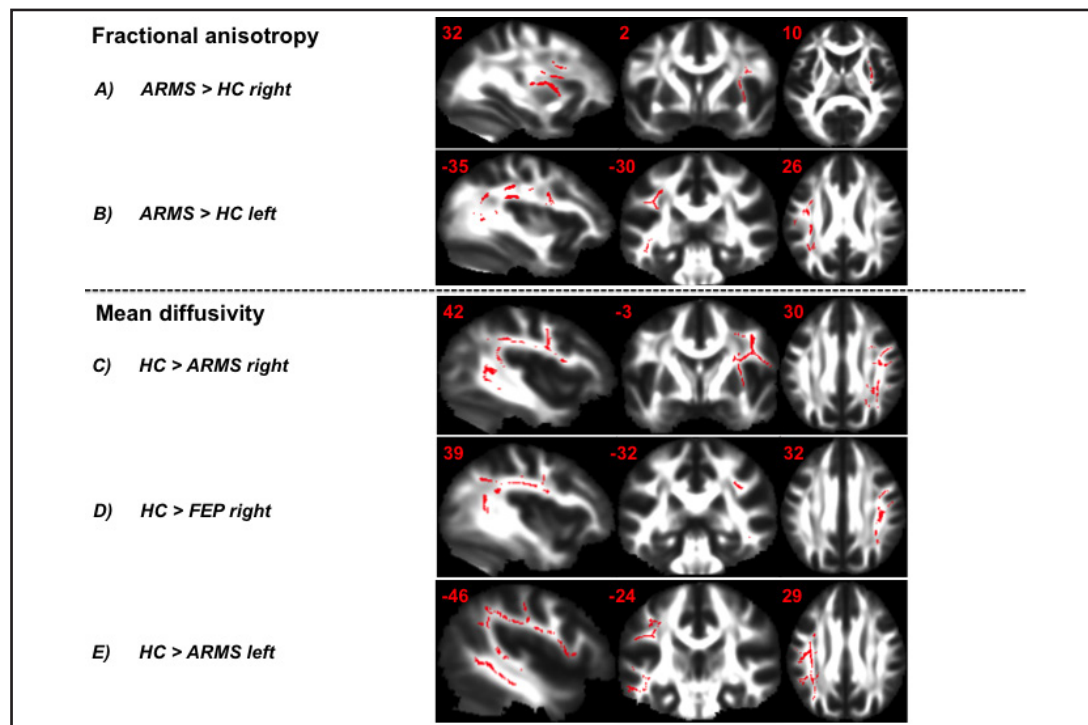 Fractional anisotropy
32 2 10
A) ARMS > HC right
-35 -30 26
B) ARMS > HC left
Mean diffusivity
42 -3 30
C) HC > ARMS right
39 -32 32
D) HC > FEP right
-46 -24 29
E) HC > ARMS left